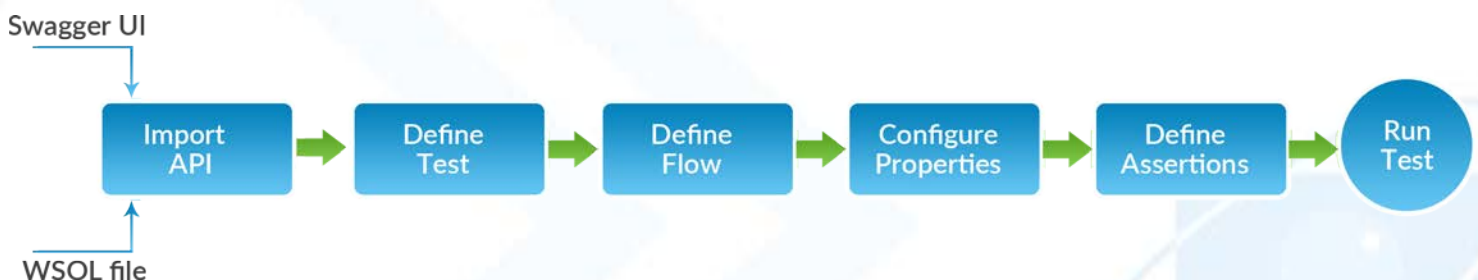 Swagger UI
Import
API
Define
Test
Define
Flow
Configure
Properties
Define
Assertions
Run
Test
WSOL file